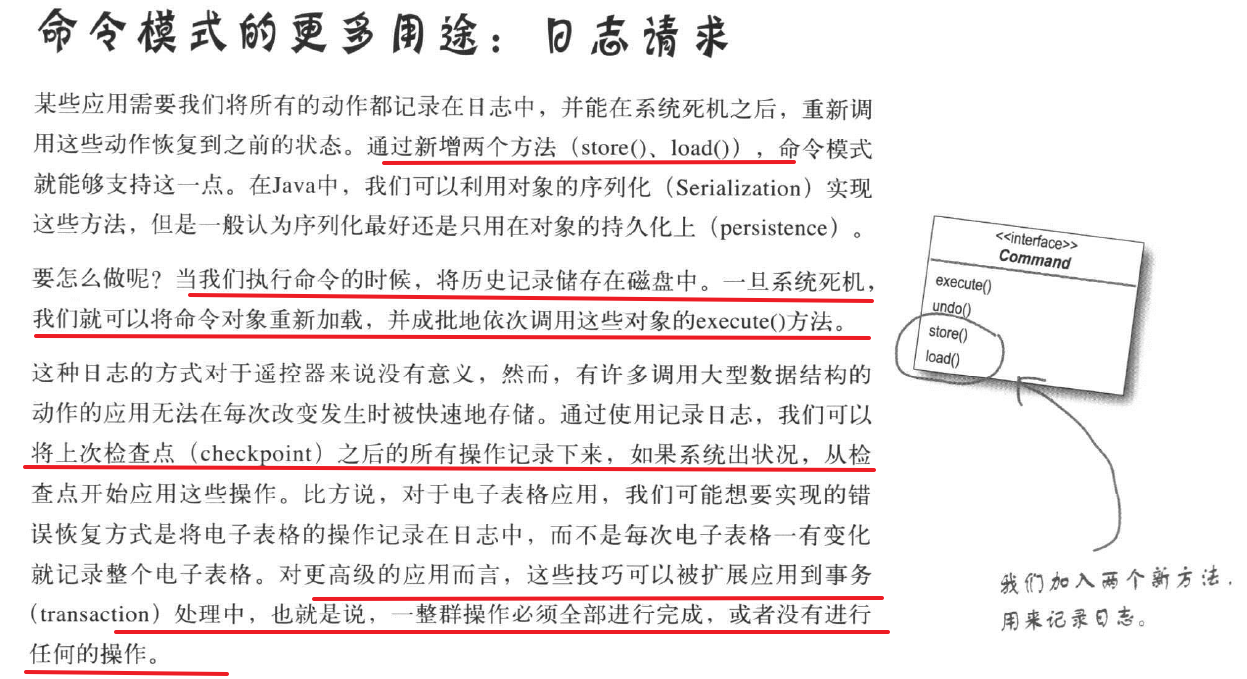 命令模式的更多用途：日志请求
某些应用需要我们将所有的动作都记录在日志中，并能在系统死机之后，重新调
用这些动作恢复到之前的状态。通过新增两个方法（store()、load()），命令模式
就能够支持这一点。在Java中，我们可以利用对象的序列化（Serialization）实现
这些方法，但是一般认为序列化最好还是只用在对象的持久化上（persistence）。
要怎么做呢？当我们执行命令的时候，将历史记录储存在磁盘中。一旦系统死机，
我们就可以将命令对象重新加载，并成批地依次调用这些对象的execute()方法。
这种日志的方式对于遥控器来说没有意义，然而，有许多调用大型数据结构的
动作的应用无法在每次改变发生时被快速地存储。通过使用记录日志，我们可以
将上次检查点（checkpoint）之后的所有操作记录下来，如果系统出状况，从检
查点开始应用这些操作。比方说，对于电子表格应用，我们可能想要实现的错
误恢复方式是将电子表格的操作记录在日志中，而不是每次电子表格一有变化
就记录整个电子表格。对更高级的应用而言，这些技巧可以被扩展应用到事务
(transaction）处理中，也就是说，一整群操作必须全部进行完成，或者没有进行
任何的操作。
<<interface>>
Command
execute()
undo()
store()
load()
我们加入两个新方法，
用来记录日志。